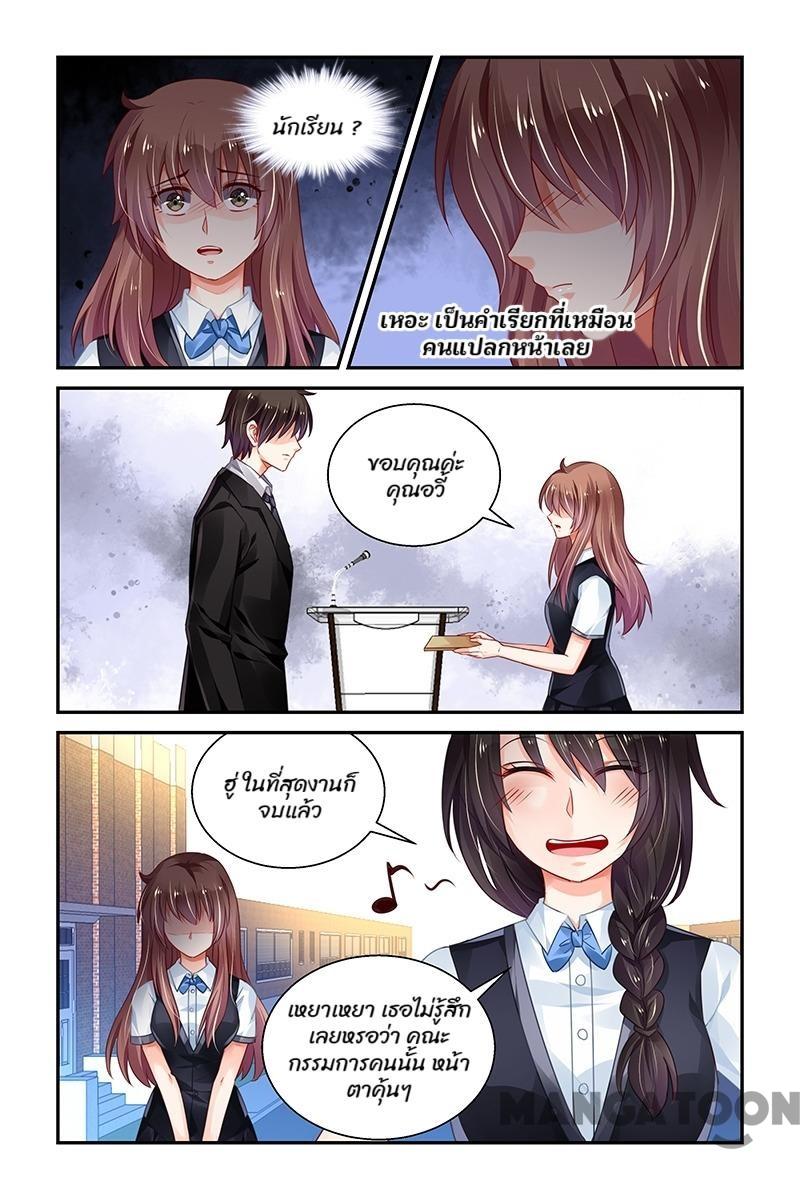 นักเรียน ?
เหอะ เป็นคำเรียกที่เหมือน
คนแปลกหน้าเลย
ขอบคุณค่ะ
คุณอวี้
ฮู่ ในที่สุดงานก็
จบแล้ว
เหยาเหยา เธอไม่รู้สึก
เลยหรอว่า คณะ
กรรมการคนนั้น หน้า
ตาคุ้นๆ
MANGATOON